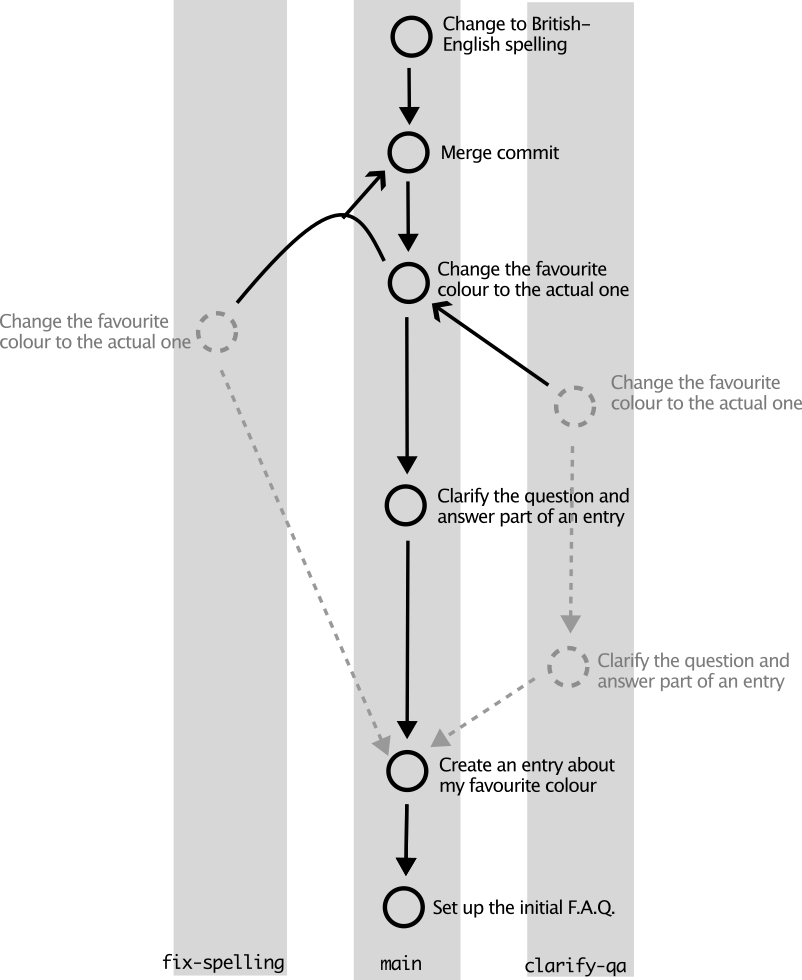 Change to British-
English spelling
Merge commit
Change the favourite
colour to the actual one
Change the favourite
colour to the actual one
Change the favourite
colour to the actual one
Clarify the question and
answer part of an entry
Clarify the question and
answer part of an entry
Create an entry about
my favourite colour
Set up the initial F.A.Q.
fix-spelling
main
clarify-qa